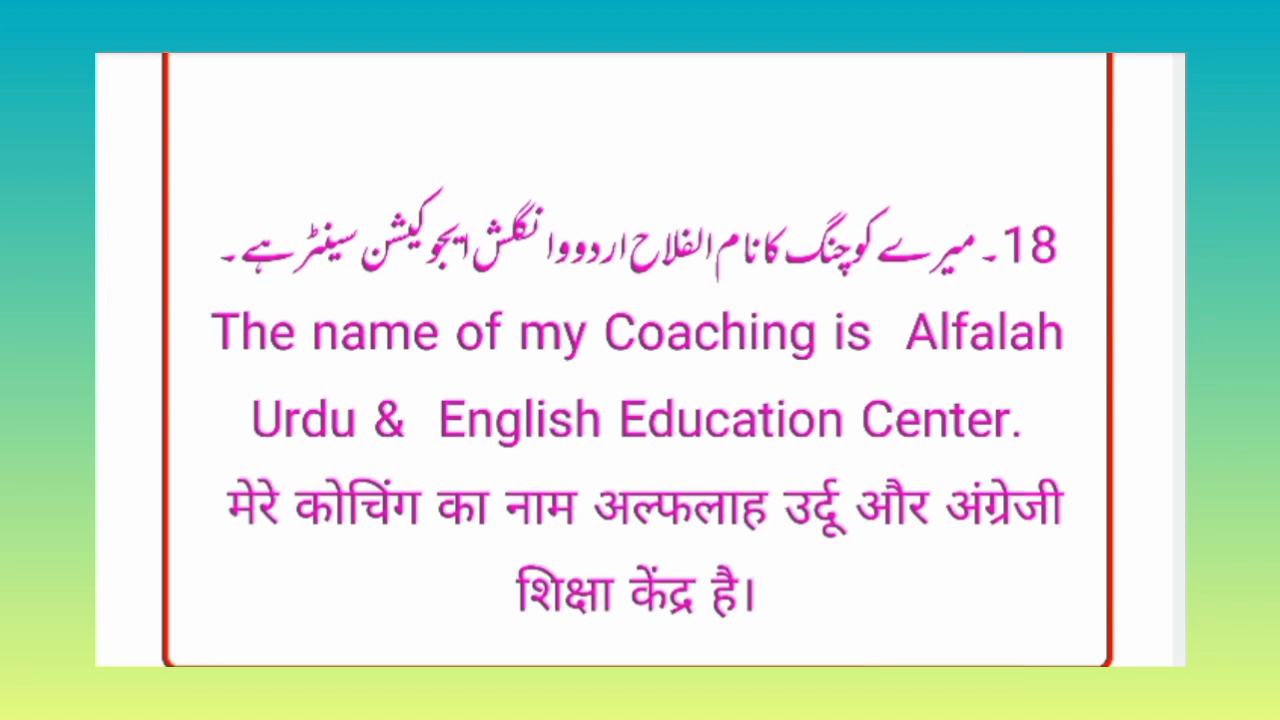 18۔ میرے کوچنگ کا نام الفلاح اردو و انگلش ایجوکیشن سینٹر ہے۔
The name of my Coaching is Alfalah
Urdu & English Education Center.
मेरे कोचिंग का नाम अल्फलाह उर्दू और अंग्रेजी
शिक्षा केंद्र है।